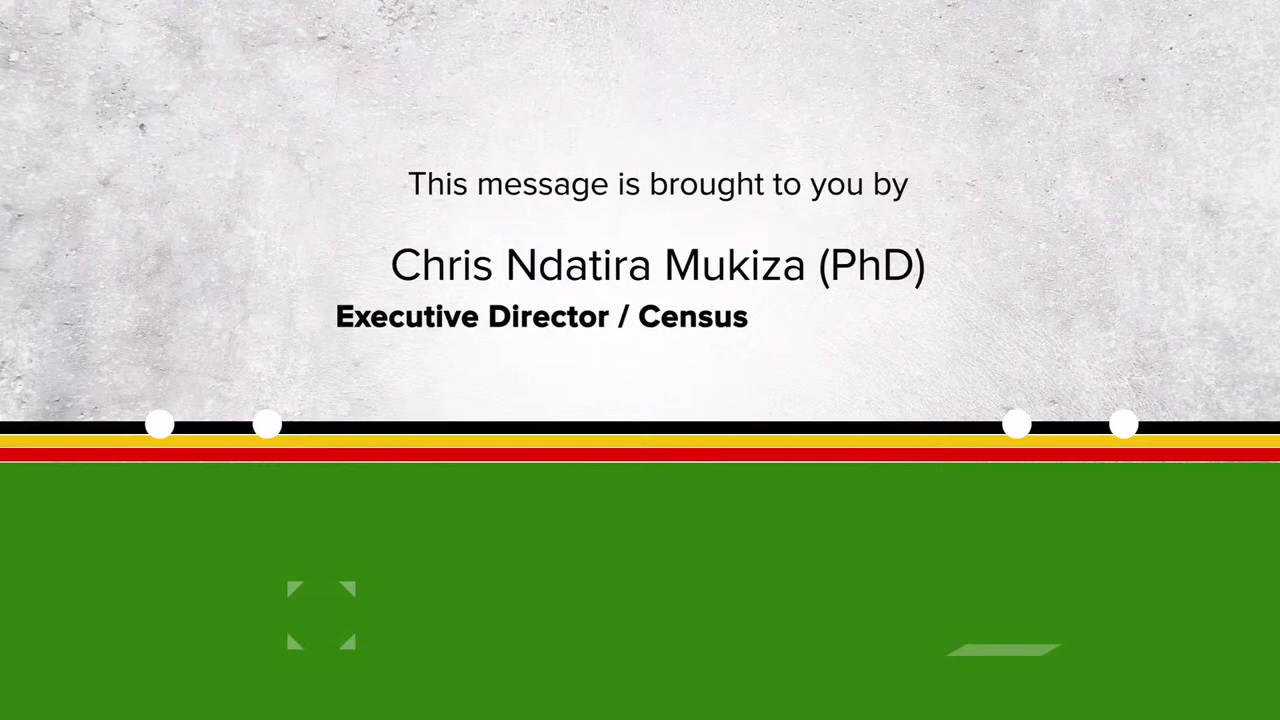 This message is brought to you by
Chris Ndatira Mukiza (PhD)
Executive Director / Census